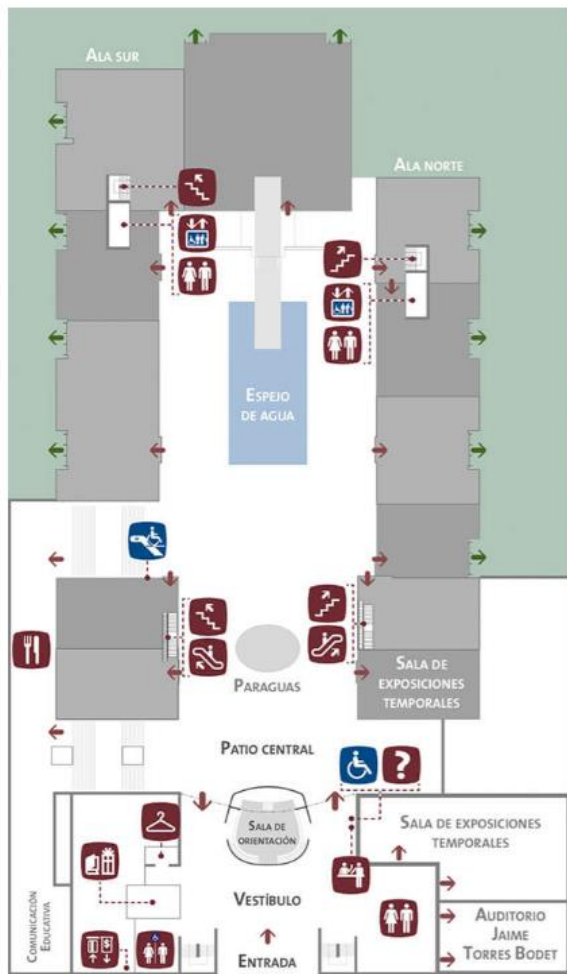 ALA SUR
ALA NORTE
ESPEJO
DE AGUA
PARAGUAS
SALA DE
EXPOSICIONES
TEMPORALES
PATIO CENTRAL
?
SALA DE
ORIENTACIÓN
SALA DE EXPOSICIONES
TEMPORALES
COMUNICACIÓN
EDUCATIVA
VESTÍBULO
AUDITORIO
JAIME
TORRES BODET
$
ENTRADA